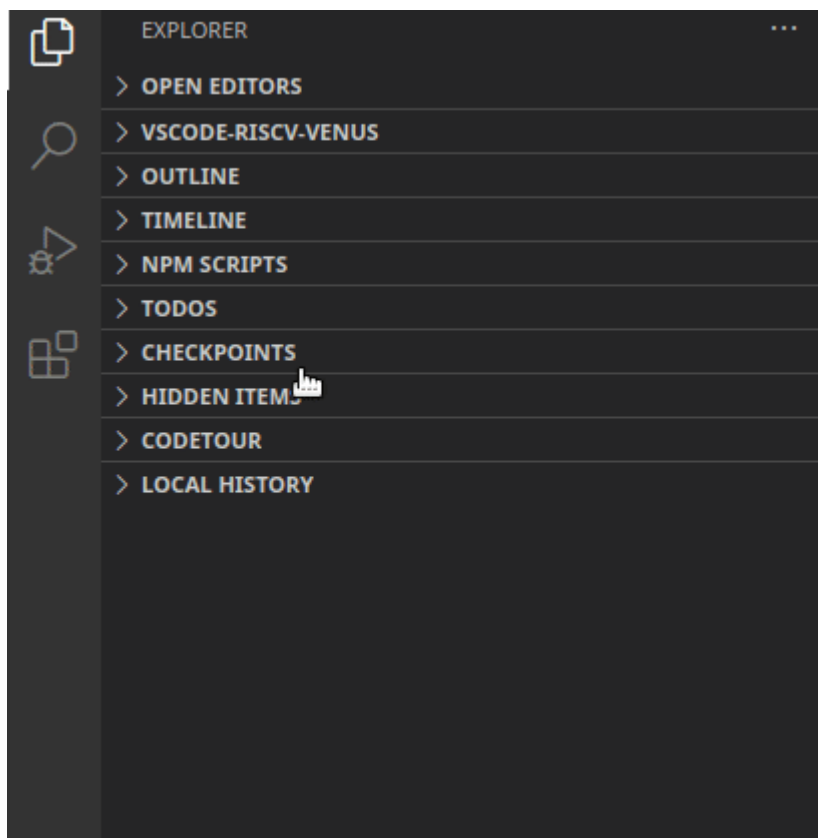 EXPLORER
OPEN EDITORS
VSCODE-RISCV-VENUS
OUTLINE
TIMELINE
NPM SCRIPTS
TODOS
CHECKPOINTS
HIDDEN ITEMS
CODETOUR
LOCAL HISTORY